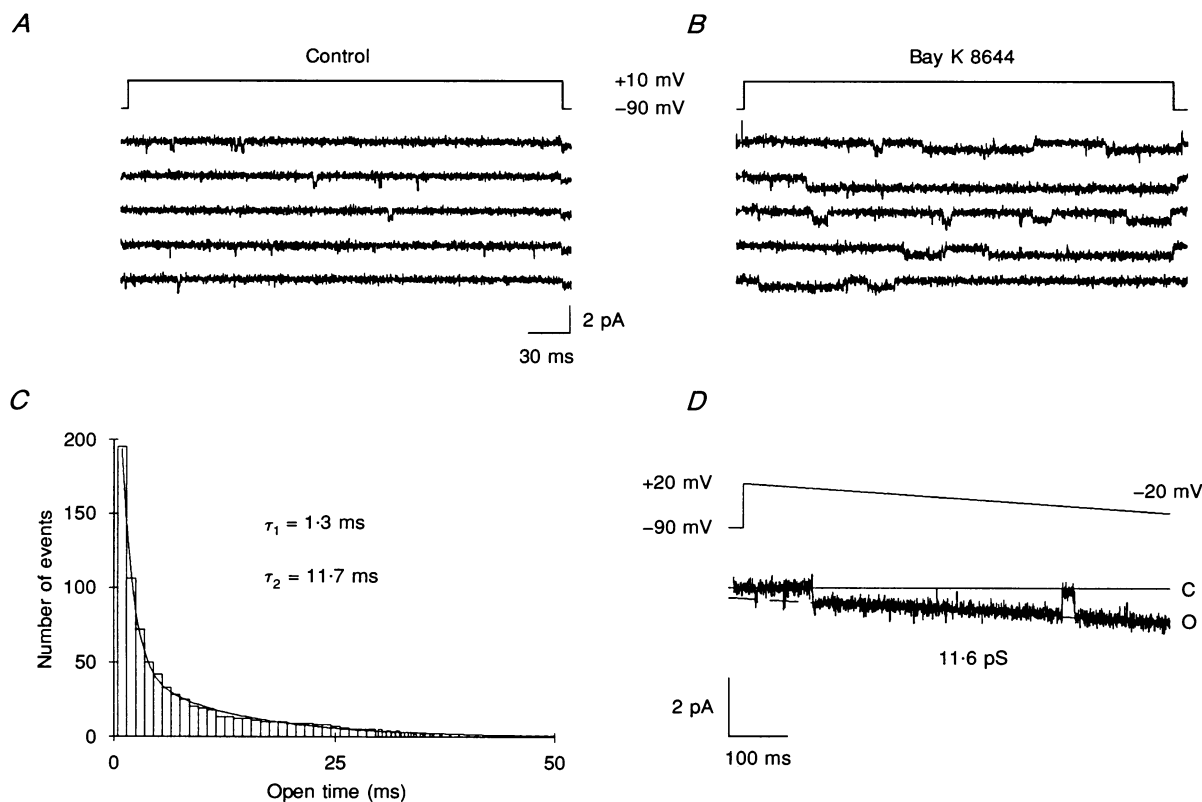 A
Control
+10 mV
−90 mV
2 pA
30 ms
B
Bay K 8644
C
Number of events
200
150
100
50
0
τ1 = 1·3 ms
τ2 = 11·7 ms
0
25
50
Open time (ms)
D
+20 mV
−20 mV
−90 mV
C
O
11·6 pS
2 pA
100 ms